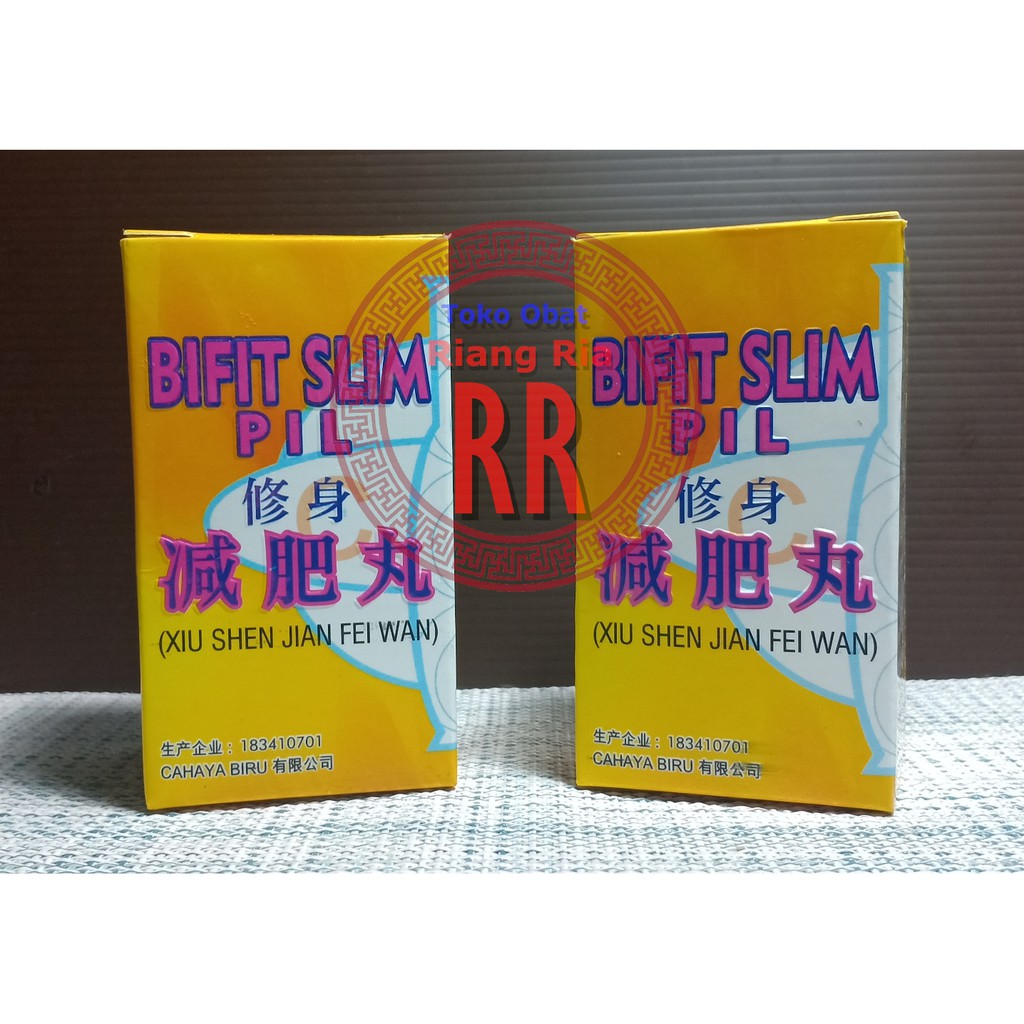 BIFIT SLIM
PIL
修身
减肥丸
(XIU SHEN JIAN FEI WAN)
生产企业：183410701
CAHAYA BIRU 有限公司
Toko Obat
Riang Ria
RR
BIFIT SLIM
PIL
修身
减肥丸
(XIU SHEN JIAN FEI WAN)
生产企业：183410701
CAHAYA BIRU 有限公司